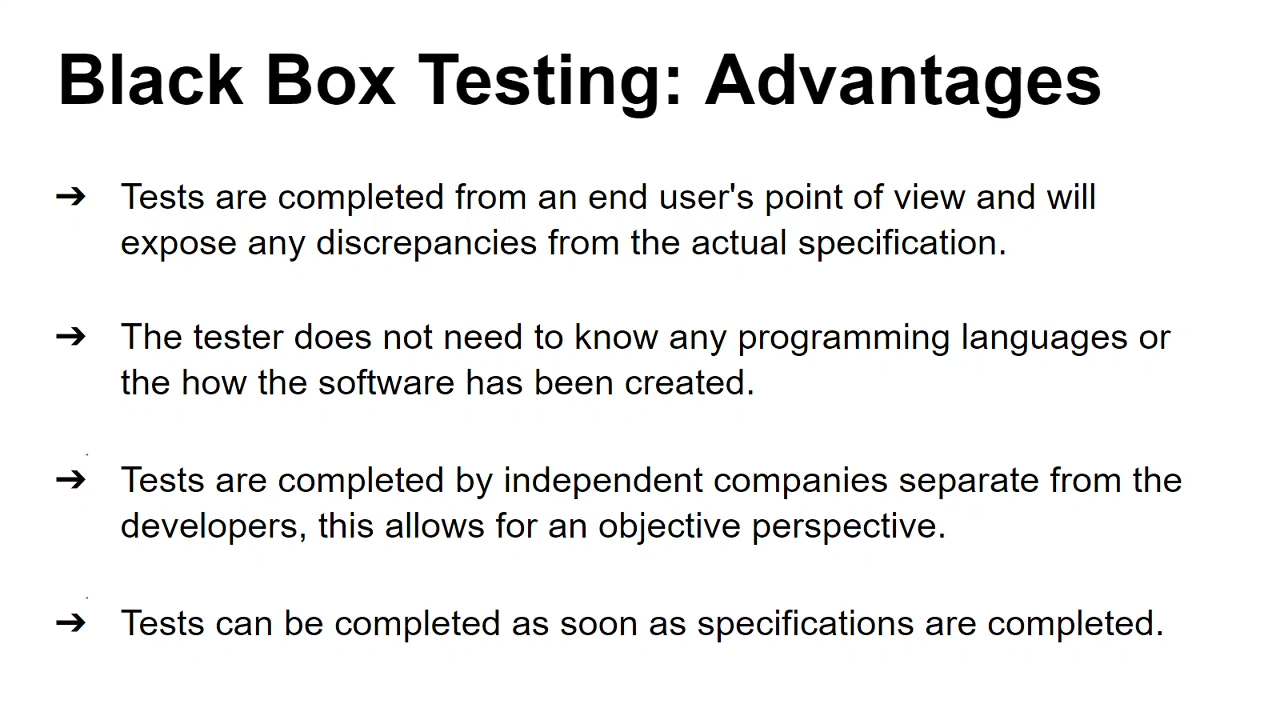 Black Box Testing: Advantages
➔ Tests are completed from an end user's point of view and will
expose any discrepancies from the actual specification.
➔ The tester does not need to know any programming languages or
the how the software has been created.
➔ Tests are completed by independent companies separate from the
developers, this allows for an objective perspective.
➔ Tests can be completed as soon as specifications are completed.